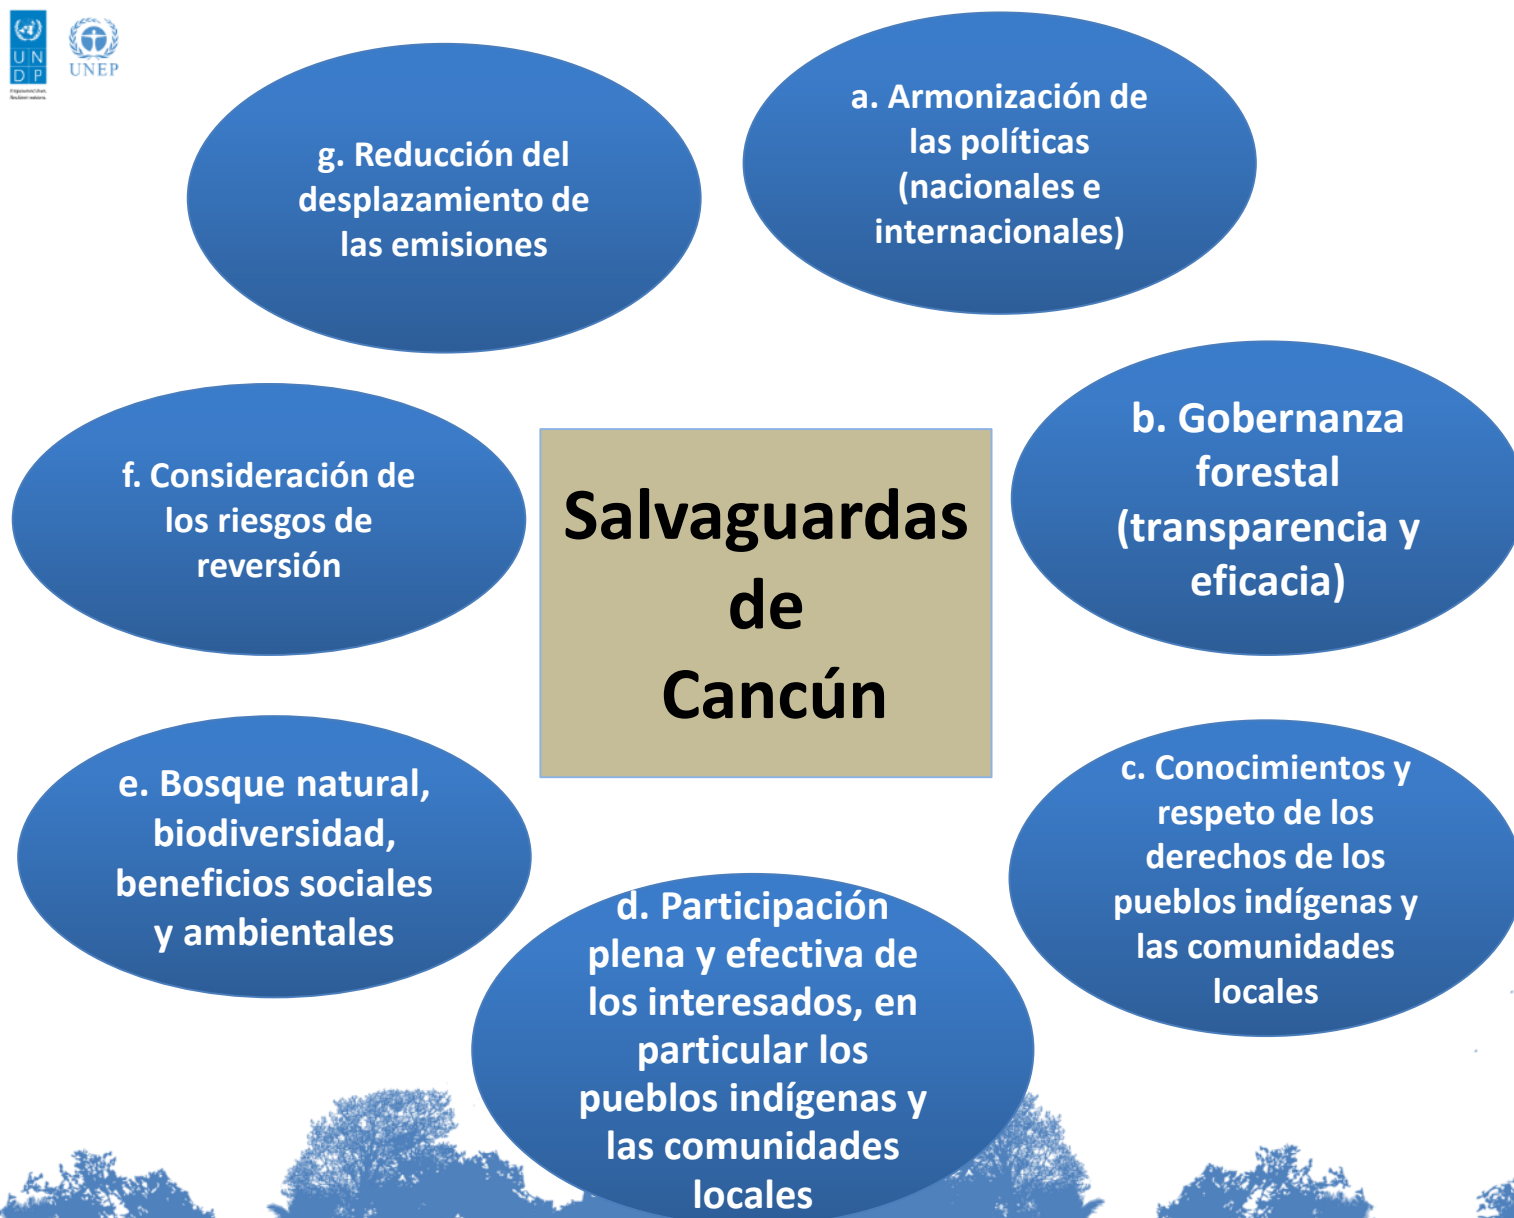 UN
DP
UNEP
a. Armonización de
las políticas
(nacionales e
internacionales)
b. Gobernanza
forestal
(transparencia y
eficacia)
c. Conocimientos y
respeto de los
derechos de los
pueblos indígenas y
las comunidades
locales
d. Participación
plena y efectiva de
los interesados, en
particular los
pueblos indígenas y
las comunidades
locales
e. Bosque natural,
biodiversidad,
beneficios sociales
y ambientales
f. Consideración de
los riesgos de
reversión
g. Reducción del
desplazamiento de
las emisiones
Salvaguardas
de
Cancún